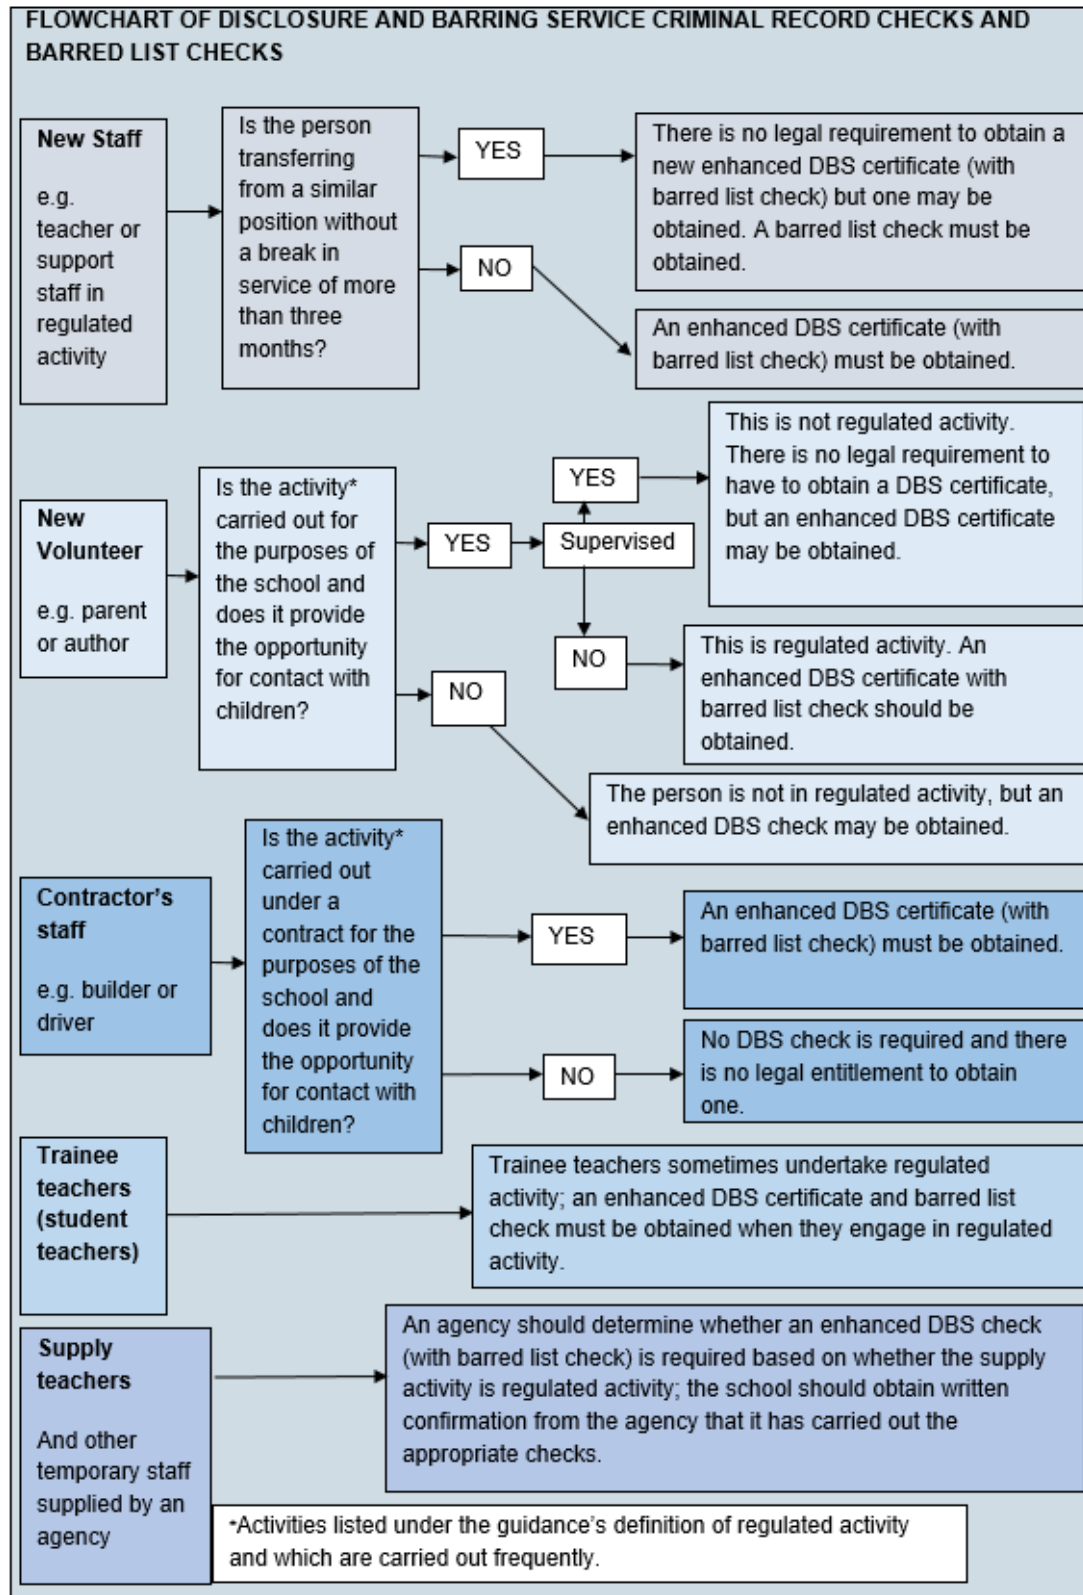 FLOWCHART OF DISCLOSURE AND BARRING SERVICE CRIMINAL RECORD CHECKS AND
BARRED LIST CHECKS
New Staff
e.g.
teacher or
support
staff in
regulated
activity
Is the person
transferring
from a similar
position without
a break in
service of more
than three
months?
YES
There is no legal requirement to obtain a
new enhanced DBS certificate (with
barred list check) but one may be
obtained. A barred list check must be
obtained.
NO
An enhanced DBS certificate (with
barred list check) must be obtained.
New
Volunteer
e.g. parent
or author
Is the activity*
carried out for
the purposes of
the school and
does it provide
the opportunity
for contact with
children?
YES
Supervised
YES
This is not regulated activity.
There is no legal requirement to
have to obtain a DBS certificate,
but an enhanced DBS certificate
may be obtained.
NO
This is regulated activity. An
enhanced DBS certificate with
barred list check should be
obtained.
NO
The person is not in regulated activity, but an
enhanced DBS check may be obtained.
Contractor's
staff
e.g. builder or
driver
Is the activity*
carried out
under a
contract for the
purposes of the
school and
does it provide
the opportunity
for contact with
children?
YES
An enhanced DBS certificate (with
barred list check) must be obtained.
NO
No DBS check is required and there
is no legal entitlement to obtain
one.
Trainee
teachers
(student
teachers)
Trainee teachers sometimes undertake regulated
activity; an enhanced DBS certificate and barred list
check must be obtained when they engage in regulated
activity.
Supply
teachers
And other
temporary staff
supplied by an
agency
An agency should determine whether an enhanced DBS check
(with barred list check) is required based on whether the supply
activity is regulated activity; the school should obtain written
confirmation from the agency that it has carried out the
appropriate checks.
*Activities listed under the guidance's definition of regulated activity
and which are carried out frequently.